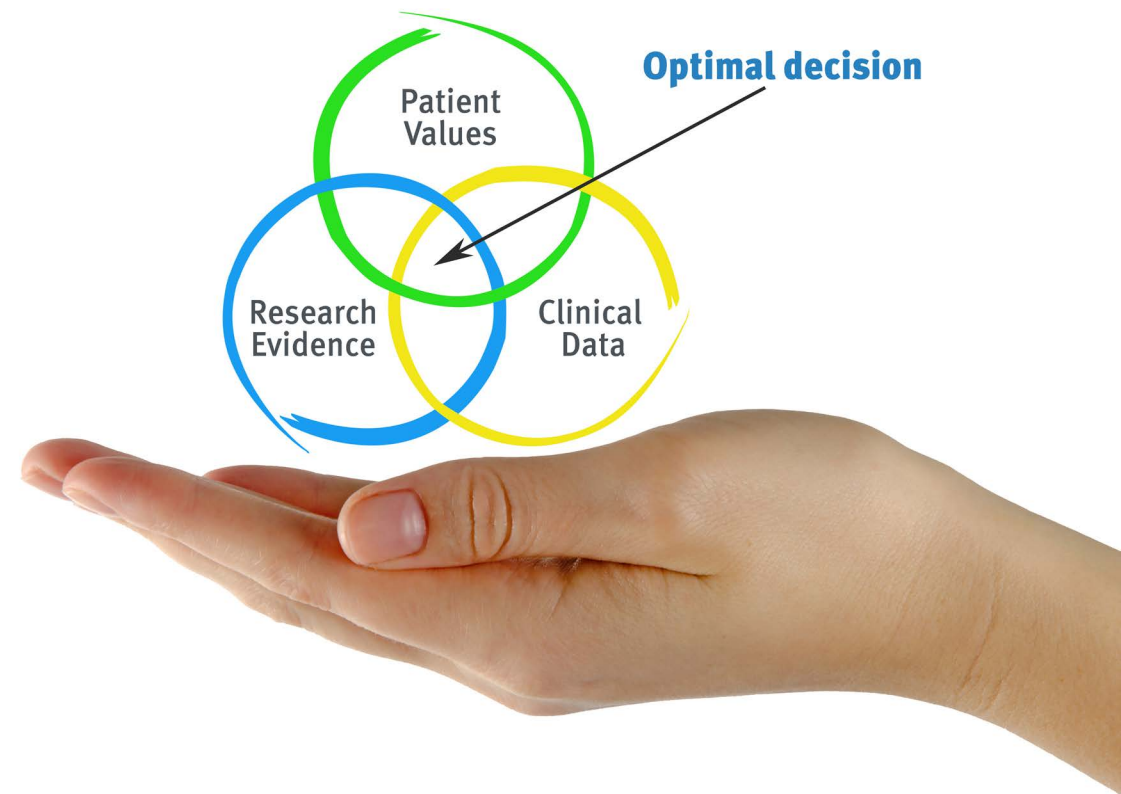 Optimal decision
Patient
Values
Research
Evidence
Clinical
Data